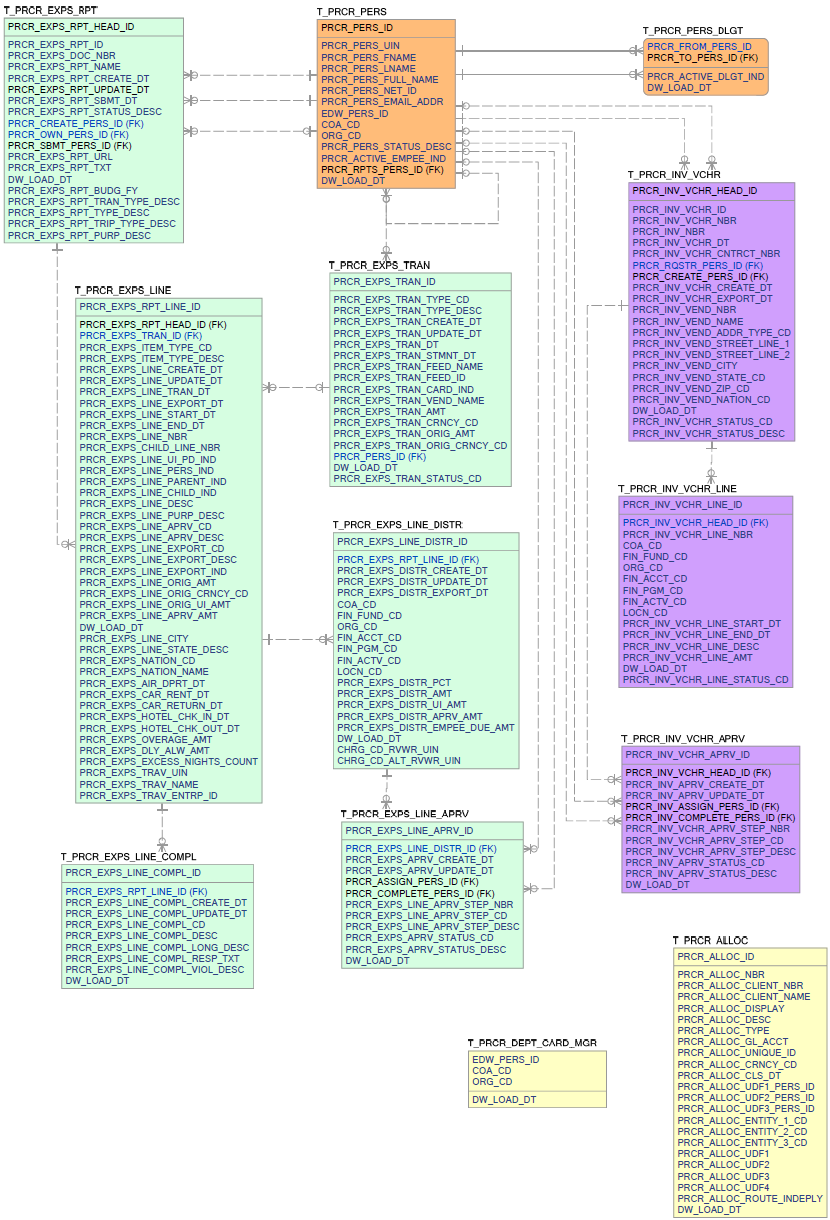 T_PRCR_EXPS_RPT
PRCR_EXPS_RPT_HEAD_ID
PRCR_EXPS_RPT_ID
PRCR_EXPS_DOC_NBR
PRCR_EXPS_RPT_NAME
PRCR_EXPS_RPT_CREATE_DT
PRCR_EXPS_RPT_UPDATE_DT
PRCR_EXPS_RPT_SBMT_DT
PRCR_EXPS_RPT_STATUS_DESC
PRCR_CREATE_PERS_ID (FK)
PRCR_OWN_PERS_ID (FK)
PRCR_SBMT_PERS_ID (FK)
PRCR_EXPS_RPT_URL
PRCR_EXPS_RPT_TXT
DW_LOAD_DT
PRCR_EXPS_RPT_BUDG_FY
PRCR_EXPS_RPT_TRAN_TYPE_DESC
PRCR_EXPS_RPT_TYPE_DESC
PRCR_EXPS_RPT_TRIP_TYPE_DESC
PRCR_EXPS_RPT_PURP_DESC
T_PRCR_PERS
PRCR_PERS_ID
PRCR_PERS_UIN
PRCR_PERS_FNAME
PRCR_PERS_LNAME
PRCR_PERS_FULL_NAME
PRCR_PERS_NET_ID
PRCR_PERS_EMAIL_ADDR
EDW_PERS_ID
COA_CD
ORG_CD
PRCR_PERS_STATUS_DESC
PRCR_ACTIVE_EMPEE_IND
PRCR_RPTS_PERS_ID (FK)
DW_LOAD_DT
T_PRCR_PERS_DLGT
PRCR_FROM_PERS_ID
PRCR_TO_PERS_ID (FK)
PRCR_ACTIVE_DLGT_IND
DW_LOAD_DT
T_PRCR_INV_VCHR
PRCR_INV_VCHR_HEAD_ID
PRCR_INV_VCHR_ID
PRCR_INV_VCHR_NBR
PRCR_INV_NBR
PRCR_INV_VCHR_DT
PRCR_INV_VCHR_CNTRCT_NBR
PRCR_RQSTR_PERS_ID (FK)
PRCR_CREATE_PERS_ID (FK)
PRCR_INV_VCHR_CREATE_DT
PRCR_INV_VCHR_EXPORT_DT
PRCR_INV_VEND_NBR
PRCR_INV_VEND_NAME
PRCR_INV_VEND_ADDR_TYPE_CD
PRCR_INV_VEND_STREET_LINE_1
PRCR_INV_VEND_STREET_LINE_2
PRCR_INV_VEND_CITY
PRCR_INV_VEND_STATE_CD
PRCR_INV_VEND_ZIP_CD
PRCR_INV_VEND_NATION_CD
DW_LOAD_DT
PRCR_INV_VCHR_STATUS_CD
PRCR_INV_VCHR_STATUS_DESC
T_PRCR_EXPS_LINE
PRCR_EXPS_RPT_LINE_ID
PRCR_EXPS_RPT_HEAD_ID (FK)
PRCR_EXPS_TRAN_ID (FK)
PRCR_EXPS_ITEM_TYPE_CD
PRCR_EXPS_ITEM_TYPE_DESC
PRCR_EXPS_LINE_CREATE_DT
PRCR_EXPS_LINE_UPDATE_DT
PRCR_EXPS_LINE_TRAN_DT
PRCR_EXPS_LINE_EXPORT_DT
PRCR_EXPS_LINE_START_DT
PRCR_EXPS_LINE_END_DT
PRCR_EXPS_LINE_NBR
PRCR_EXPS_CHILD_LINE_NBR
PRCR_EXPS_LINE_UI_PD_IND
PRCR_EXPS_LINE_PERS_IND
PRCR_EXPS_LINE_PARENT_IND
PRCR_EXPS_LINE_CHILD_IND
PRCR_EXPS_LINE_DESC
PRCR_EXPS_LINE_PURP_DESC
PRCR_EXPS_LINE_APRV_CD
PRCR_EXPS_LINE_APRV_DESC
PRCR_EXPS_LINE_EXPORT_CD
PRCR_EXPS_LINE_EXPORT_DESC
PRCR_EXPS_LINE_EXPORT_IND
PRCR_EXPS_LINE_ORIG_AMT
PRCR_EXPS_LINE_ORIG_CRNCY_CD
PRCR_EXPS_LINE_ORIG_UI_AMT
PRCR_EXPS_LINE_APRV_AMT
DW_LOAD_DT
PRCR_EXPS_LINE_CITY
PRCR_EXPS_LINE_STATE_DESC
PRCR_EXPS_NATION_CD
PRCR_EXPS_NATION_NAME
PRCR_EXPS_AIR_DPRT_DT
PRCR_EXPS_CAR_RENT_DT
PRCR_EXPS_CAR_RETURN_DT
PRCR_EXPS_HOTEL_CHK_IN_DT
PRCR_EXPS_HOTEL_CHK_OUT_DT
PRCR_EXPS_OVERAGE_AMT
PRCR_EXPS_DLY_ALW_AMT
PRCR_EXPS_EXCESS_NIGHTS_COUNT
PRCR_EXPS_TRAV_UIN
PRCR_EXPS_TRAV_NAME
PRCR_EXPS_TRAV_ENTRP_ID
T_PRCR_EXPS_TRAN
PRCR_EXPS_TRAN_ID
PRCR_EXPS_TRAN_TYPE_CD
PRCR_EXPS_TRAN_TYPE_DESC
PRCR_EXPS_TRAN_CREATE_DT
PRCR_EXPS_TRAN_UPDATE_DT
PRCR_EXPS_TRAN_DT
PRCR_EXPS_TRAN_STMNT_DT
PRCR_EXPS_TRAN_FEED_NAME
PRCR_EXPS_TRAN_FEED_ID
PRCR_EXPS_TRAN_CARD_IND
PRCR_EXPS_TRAN_VEND_NAME
PRCR_EXPS_TRAN_AMT
PRCR_EXPS_TRAN_CRNCY_CD
PRCR_EXPS_TRAN_ORIG_AMT
PRCR_EXPS_TRAN_ORIG_CRNCY_CD
PRCR_PERS_ID (FK)
DW_LOAD_DT
PRCR_EXPS_TRAN_STATUS_CD
T_PRCR_INV_VCHR_LINE
PRCR_INV_VCHR_LINE_ID
PRCR_INV_VCHR_HEAD_ID (FK)
PRCR_INV_VCHR_LINE_NBR
COA_CD
FIN_FUND_CD
ORG_CD
FIN_ACCT_CD
FIN_PGM_CD
FIN_ACTV_CD
LOCN_CD
PRCR_INV_VCHR_LINE_START_DT
PRCR_INV_VCHR_LINE_END_DT
PRCR_INV_VCHR_LINE_DESC
PRCR_INV_VCHR_LINE_AMT
DW_LOAD_DT
PRCR_INV_VCHR_LINE_STATUS_CD
T_PRCR_EXPS_LINE_DISTR
PRCR_EXPS_LINE_DISTR_ID
PRCR_EXPS_RPT_LINE_ID (FK)
PRCR_EXPS_DISTR_CREATE_DT
PRCR_EXPS_DISTR_UPDATE_DT
PRCR_EXPS_DISTR_EXPORT_DT
COA_CD
FIN_FUND_CD
ORG_CD
FIN_ACCT_CD
FIN_PGM_CD
FIN_ACTV_CD
LOCN_CD
PRCR_EXPS_DISTR_PCT
PRCR_EXPS_DISTR_AMT
PRCR_EXPS_DISTR_UI_AMT
PRCR_EXPS_DISTR_APRV_AMT
PRCR_EXPS_DISTR_EMPEE_DUE_AMT
DW_LOAD_DT
CHRG_CD_RVWR_UIN
CHRG_CD_ALT_RVWR_UIN
T_PRCR_INV_VCHR_APRV
PRCR_INV_VCHR_APRV_ID
PRCR_INV_VCHR_HEAD_ID (FK)
PRCR_INV_APRV_CREATE_DT
PRCR_INV_APRV_UPDATE_DT
PRCR_INV_ASSIGN_PERS_ID (FK)
PRCR_INV_COMPLETE_PERS_ID (FK)
PRCR_INV_VCHR_APRV_STEP_NBR
PRCR_INV_VCHR_APRV_STEP_CD
PRCR_INV_VCHR_APRV_STEP_DESC
PRCR_INV_APRV_STATUS_CD
PRCR_INV_APRV_STATUS_DESC
DW_LOAD_DT
T_PRCR_EXPS_LINE_APRV
PRCR_EXPS_LINE_APRV_ID
PRCR_EXPS_LINE_DISTR_ID (FK)
PRCR_EXPS_APRV_CREATE_DT
PRCR_EXPS_APRV_UPDATE_DT
PRCR_ASSIGN_PERS_ID (FK)
PRCR_COMPLETE_PERS_ID (FK)
PRCR_EXPS_LINE_APRV_STEP_NBR
PRCR_EXPS_LINE_APRV_STEP_CD
PRCR_EXPS_LINE_APRV_STEP_DESC
PRCR_EXPS_APRV_STATUS_CD
PRCR_EXPS_APRV_STATUS_DESC
DW_LOAD_DT
T_PRCR_EXPS_LINE_COMPL
PRCR_EXPS_LINE_COMPL_ID
PRCR_EXPS_RPT_LINE_ID (FK)
PRCR_EXPS_LINE_COMPL_CREATE_DT
PRCR_EXPS_LINE_COMPL_UPDATE_DT
PRCR_EXPS_LINE_COMPL_CD
PRCR_EXPS_LINE_COMPL_DESC
PRCR_EXPS_LINE_COMPL_LONG_DESC
PRCR_EXPS_LINE_COMPL_RESP_TXT
PRCR_EXPS_LINE_COMPL_VIOL_DESC
DW_LOAD_DT
T_PRCR_DEPT_CARD_MGR
EDW_PERS_ID
COA_CD
ORG_CD
DW_LOAD_DT
T_PRCR_ALLOC
PRCR_ALLOC_ID
PRCR_ALLOC_NBR
PRCR_ALLOC_CLIENT_NBR
PRCR_ALLOC_CLIENT_NAME
PRCR_ALLOC_DISPLAY
PRCR_ALLOC_DESC
PRCR_ALLOC_TYPE
PRCR_ALLOC_GL_ACCT
PRCR_ALLOC_UNIQUE_ID
PRCR_ALLOC_CRNCY_CD
PRCR_ALLOC_CLS_DT
PRCR_ALLOC_UDF1_PERS_ID
PRCR_ALLOC_UDF2_PERS_ID
PRCR_ALLOC_UDF3_PERS_ID
PRCR_ALLOC_ENTITY_1_CD
PRCR_ALLOC_ENTITY_2_CD
PRCR_ALLOC_ENTITY_3_CD
PRCR_ALLOC_UDF1
PRCR_ALLOC_UDF2
PRCR_ALLOC_UDF3
PRCR_ALLOC_UDF4
PRCR_ALLOC_ROUTE_INDEPLY
DW_LOAD_DT